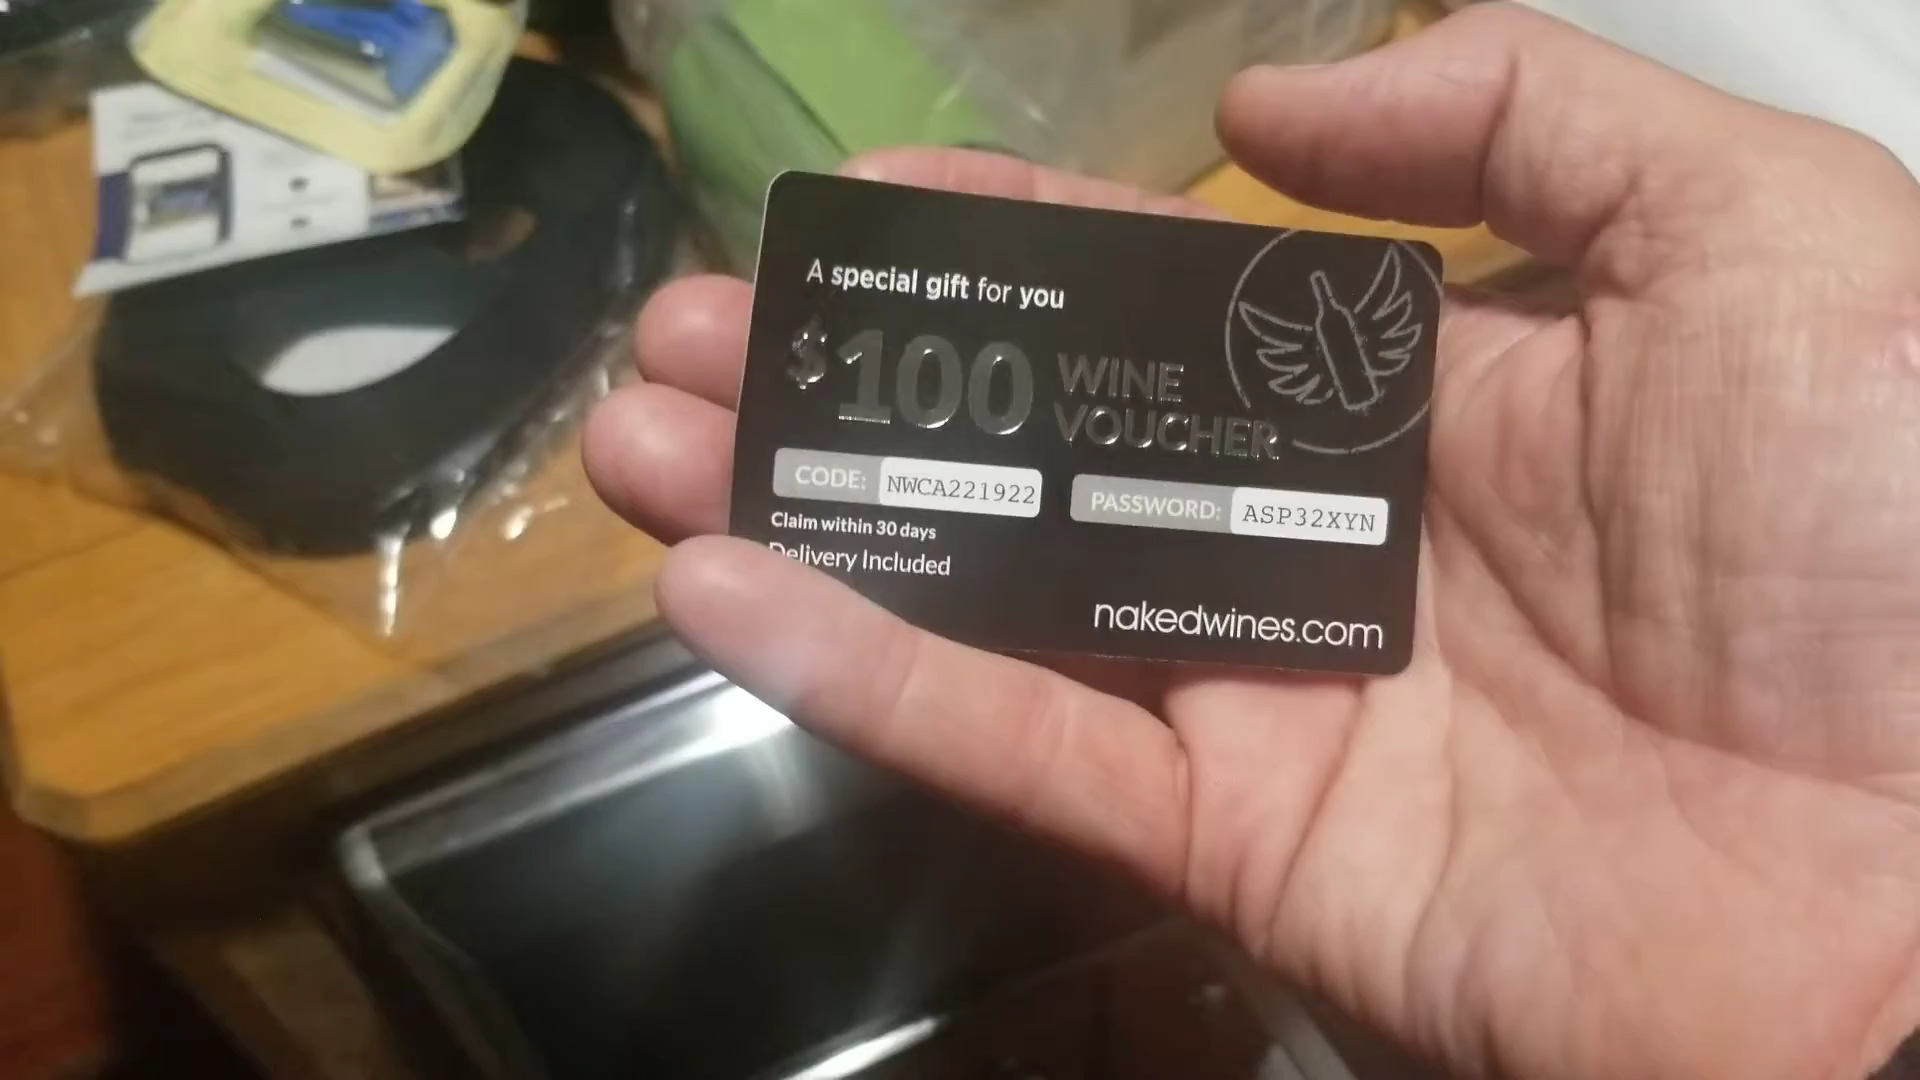 A special gift for you
$100 WINE VOUCHER
CODE: NWCA221922
PASSWORD: ASP32XYN
Claim within 30 days
Delivery Included
nakedwines.com